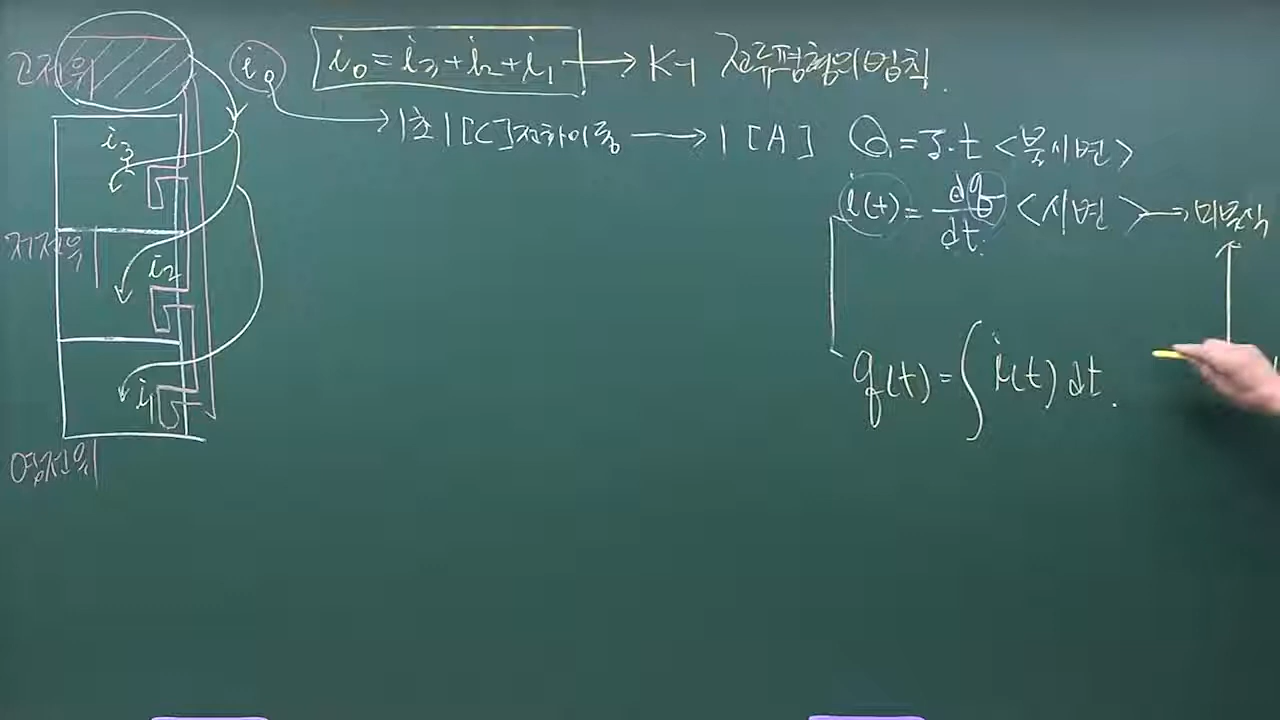 고전위
i₀
i₀ = i₃ + i₂ + i₁ → K-1 전류평형의 법칙.
1초 1[C]전하이동 → 1 [A]
Q = I·t <불시변>
i(t) = dq/dt <시변> → 미분식
q(t) = ∫ i(t) dt.
i₃
저전위
i₂
i₁
영전위